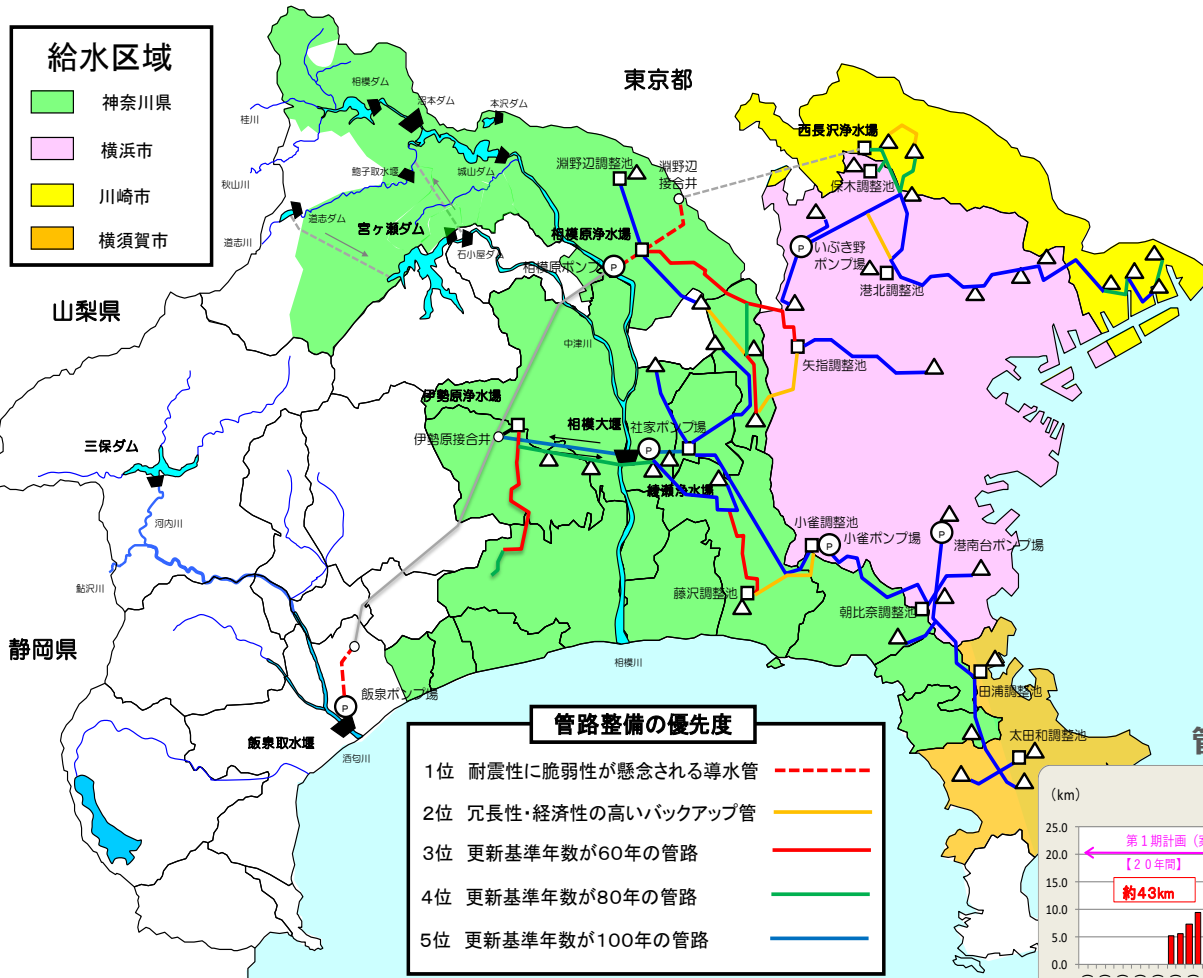 給水区域
神奈川県
横浜市
川崎市
横須賀市
東京都
山梨県
静岡県
相模ダム
沼本ダム
本沢ダム
桂川
秋山川
道志川
鮑子取水堰
城山ダム
道志ダム
宮ヶ瀬ダム
石小屋ダム
淵野辺調整池
淵野辺
接合井
西長沢浄水場
保木調整池
相模原浄水場
相模原ポンプ
P
P
いぶき野
ポンプ場
港北調整池
中津川
矢指調整池
伊勢原浄水場
伊勢原接合井
相模大堰
社家ポンプ場
P
綾瀬浄水場
三保ダム
河内川
鮎沢川
小雀調整池
P
小雀ポンプ場
P
港南台ポンプ場
藤沢調整池
朝比奈調整池
相模川
田浦調整池
太田和調整池
P
飯泉ポンプ場
飯泉取水堰
酒匂川
管路整備の優先度
1位 耐震性に脆弱性が懸念される導水管
2位 冗長性・経済性の高いバックアップ管
3位 更新基準年数が60年の管路
4位 更新基準年数が80年の管路
5位 更新基準年数が100年の管路
(km)
25.0
20.0
15.0
10.0
5.0
0.0
第1期計画(
【20年間】
約43km